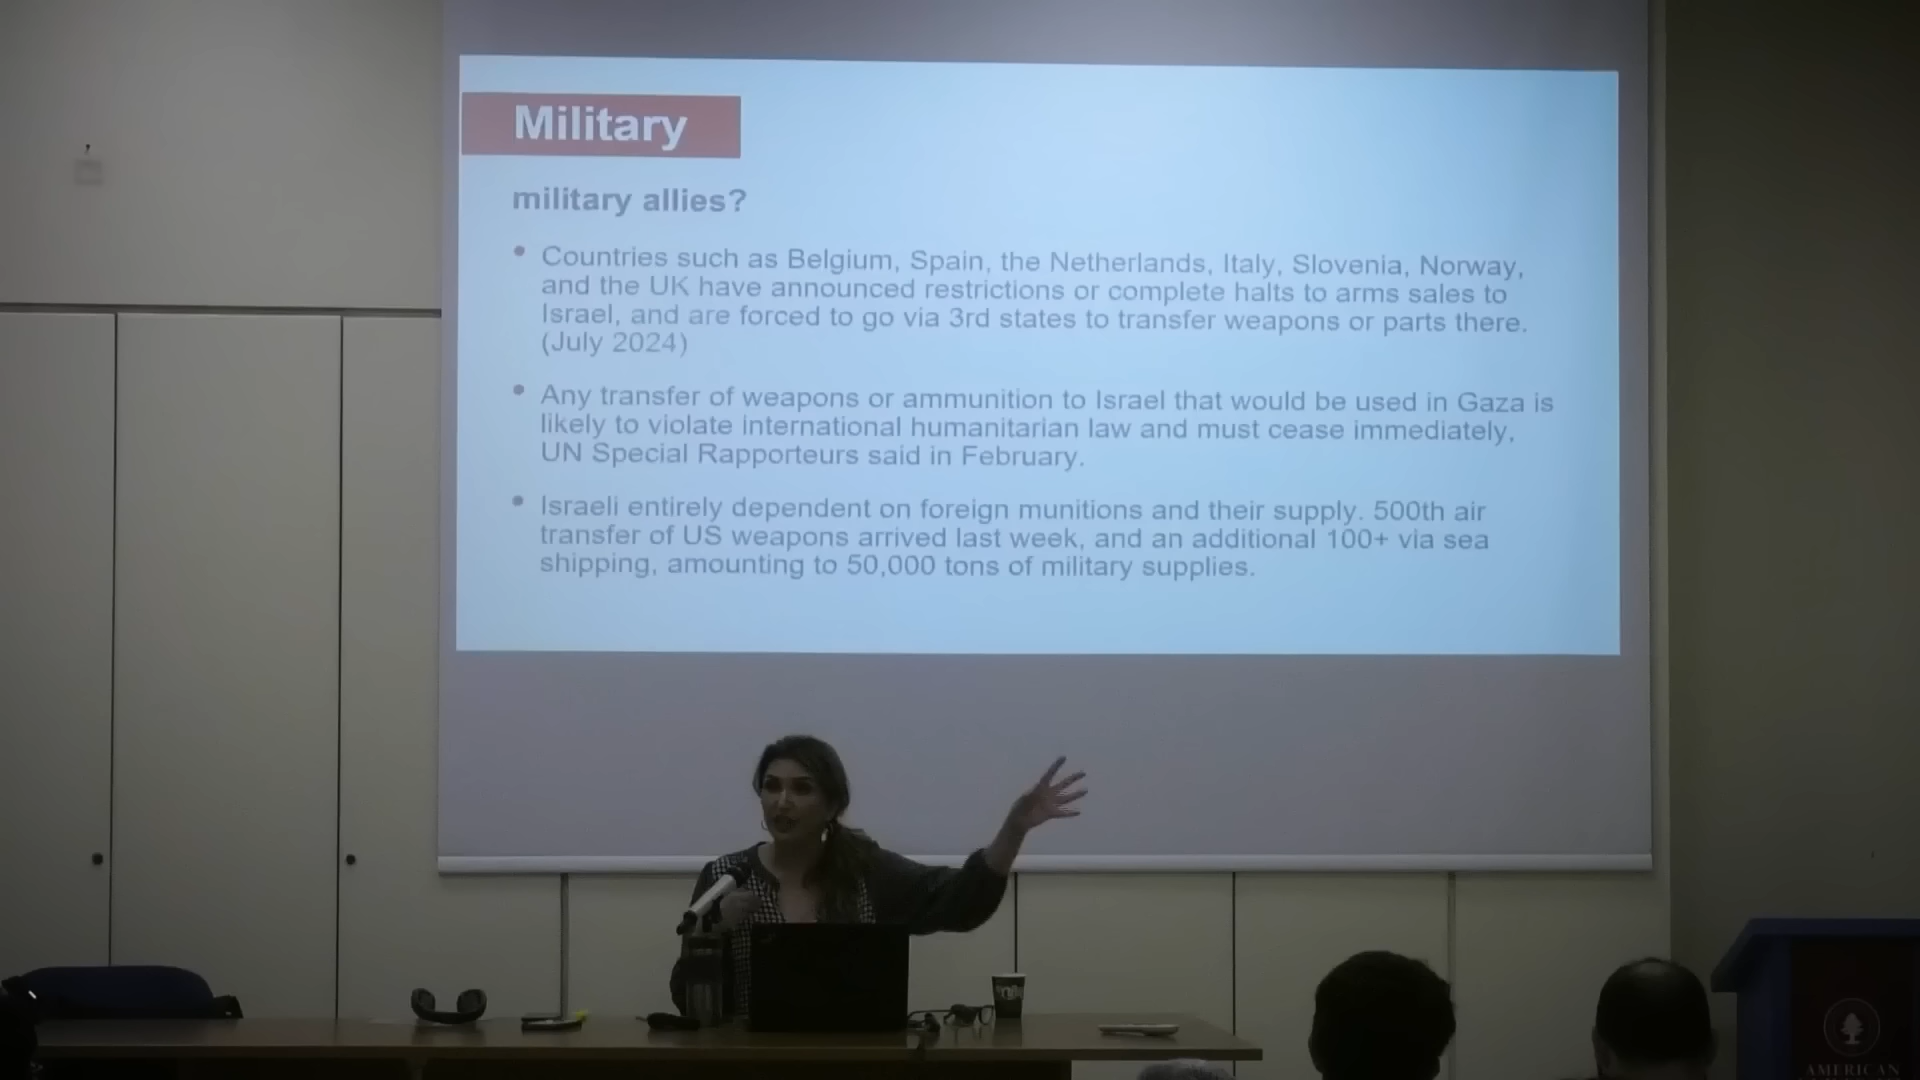 Military
military allies?
• Countries such as Belgium, Spain, the Netherlands, Italy, Slovenia, Norway,
and the UK have announced restrictions or complete halts to arms sales to
Israel, and are forced to go via 3rd states to transfer weapons or parts there.
(July 2024)
• Any transfer of weapons or ammunition to Israel that would be used in Gaza is
likely to violate international humanitarian law and must cease immediately,
UN Special Rapporteurs said in February.
• Israeli entirely dependent on foreign munitions and their supply. 500th air
transfer of US weapons arrived last week, and an additional 100+ via sea
shipping, amounting to 50,000 tons of military supplies.
AMERICAN